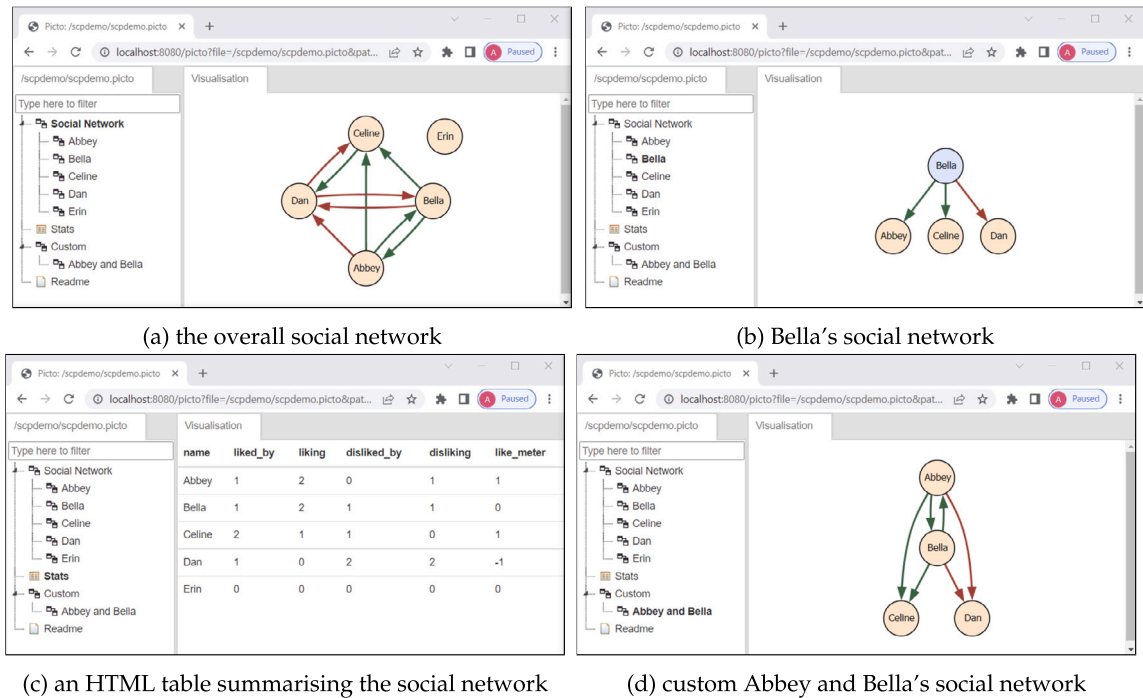 Picto: /scpdemo/scpdemo.picto
localhost:8080/picto?file=/scpdemo/scpdemo.picto&pat...
A Paused
/scpdemo/scpdemo.picto
Visualisation
Type here to filter
Social Network
Abbey
Bella
Celine
Dan
Erin
Stats
Custom
Abbey and Bella
Readme
Celine
Erin
Dan
Bella
Abbey
(a) the overall social network
Picto: /scpdemo/scpdemo.picto
localhost:8080/picto?file=/scpdemo/scpdemo.picto&pat...
A Paused
/scpdemo/scpdemo.picto
Visualisation
Type here to filter
Social Network
Abbey
Bella
Celine
Dan
Erin
Stats
Custom
Abbey and Bella
Readme
Bella
Abbey Celine Dan
(b) Bella's social network
Picto: /scpdemo/scpdemo.picto
localhost:8080/picto?file=/scpdemo/scpdemo.picto&pat...
A Paused
/scpdemo/scpdemo.picto
Visualisation
Type here to filter
Social Network
Abbey
Bella
Celine
Dan
Erin
Stats
Custom
Abbey and Bella
Readme
name liked_by liking disliked_by disliking like_meter
Abbey 1 2 0 1 1
Bella 1 2 1 1 0
Celine 2 1 1 0 1
Dan 1 0 2 2 -1
Erin 0 0 0 0 0
(c) an HTML table summarising the social network
Picto: /scpdemo/scpdemo.picto
localhost:8080/picto?file=/scpdemo/scpdemo.picto&pat...
A Paused
/scpdemo/scpdemo.picto
Visualisation
Type here to filter
Social Network
Abbey
Bella
Celine
Dan
Erin
Stats
Custom
Abbey and Bella
Readme
Abbey
Bella
Celine Dan
(d) custom Abbey and Bella's social network